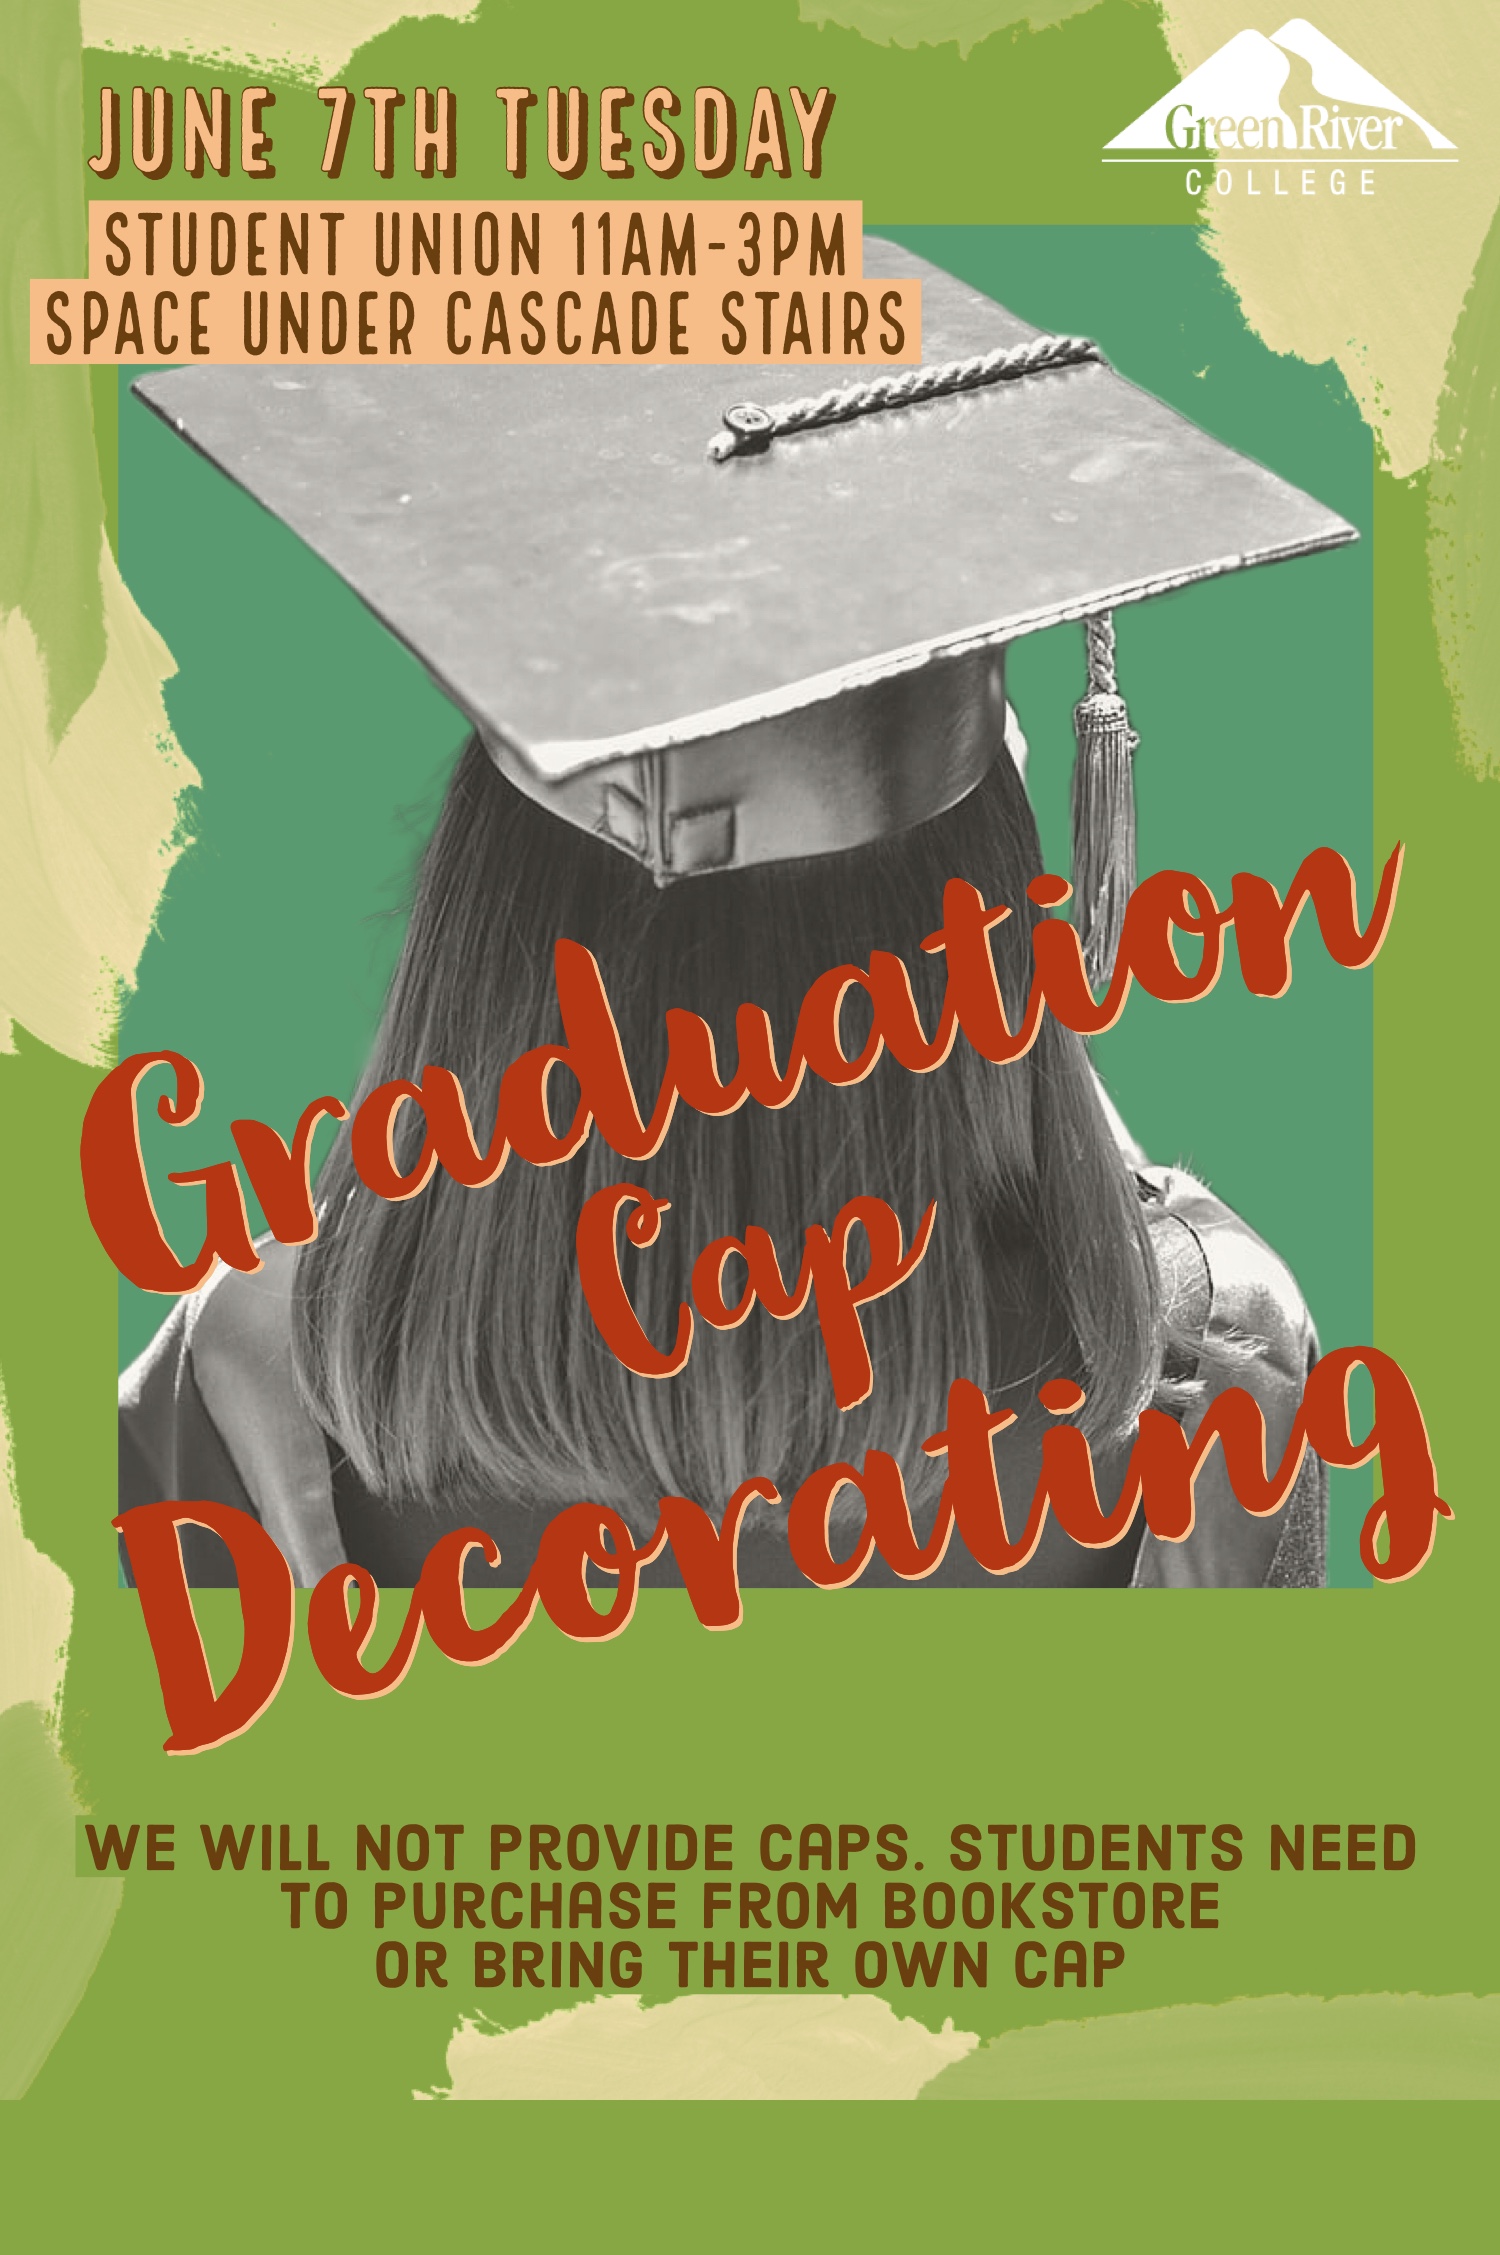 JUNE 7TH TUESDAY
STUDENT UNION 11AM-3PM
SPACE UNDER CASCADE STAIRS
Green River
COLLEGE
Graduation
Cap
Decorating
WE WILL NOT PROVIDE CAPS. STUDENTS NEED
TO PURCHASE FROM BOOKSTORE
OR BRING THEIR OWN CAP